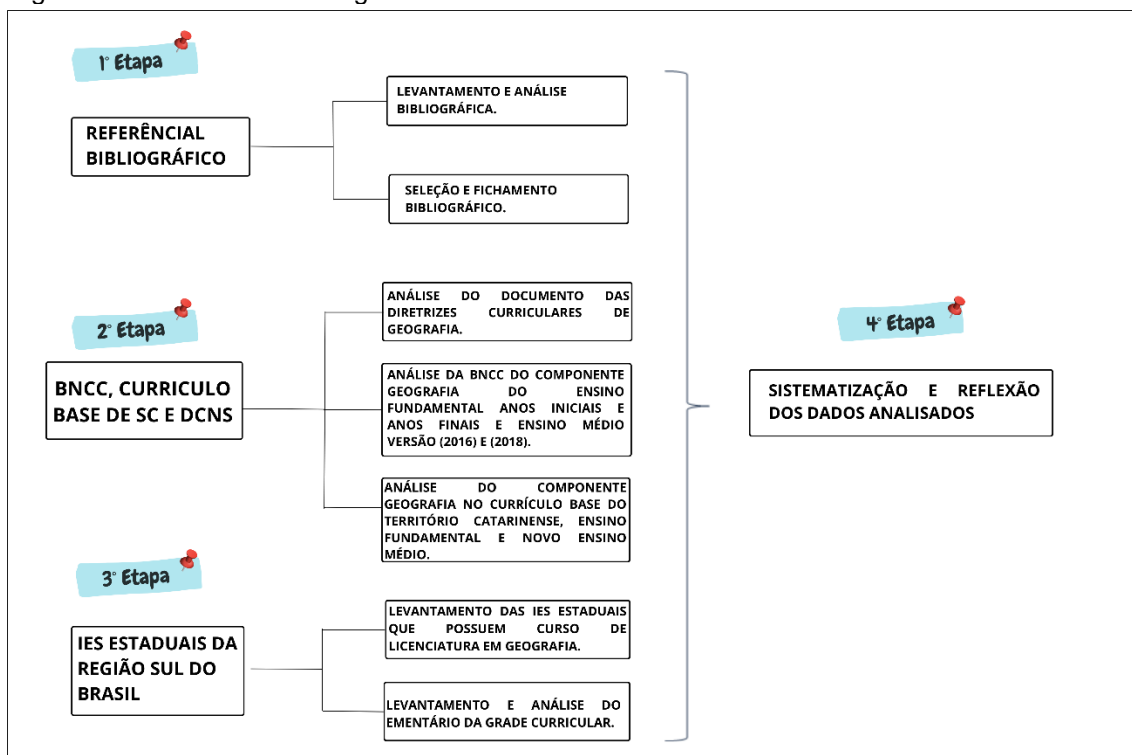 1° Etapa
REFERÊNCIAL
BIBLIOGRÁFICO
LEVANTAMENTO E ANÁLISE
BIBLIOGRÁFICA.
SELEÇÃO E FICHAMENTO
BIBLIOGRÁFICO.
2° Etapa
BNCC, CURRICULO
BASE DE SC E DCNS
ANÁLISE DO DOCUMENTO DAS
DIRETRIZES CURRICULARES DE
GEOGRAFIA.
ANÁLISE DA BNCC DO COMPONENTE
GEOGRAFIA DO ENSINO
FUNDAMENTAL ANOS INICIAIS E
ANOS FINAIS E ENSINO MÉDIO
VERSÃO (2016) E (2018).
ANÁLISE DO COMPONENTE
GEOGRAFIA NO CURRÍCULO BASE DO
TERRITÓRIO CATARINENSE, ENSINO
FUNDAMENTAL E NOVO ENSINO
MÉDIO.
3° Etapa
IES ESTADUAIS DA
REGIÃO SUL DO
BRASIL
LEVANTAMENTO DAS IES ESTADUAIS
QUE POSSUEM CURSO DE
LICENCIATURA EM GEOGRAFIA.
LEVANTAMENTO E ANÁLISE DO
EMENTÁRIO DA GRADE CURRICULAR.
4° Etapa
SISTEMATIZAÇÃO E REFLEXÃO
DOS DADOS ANALISADOS